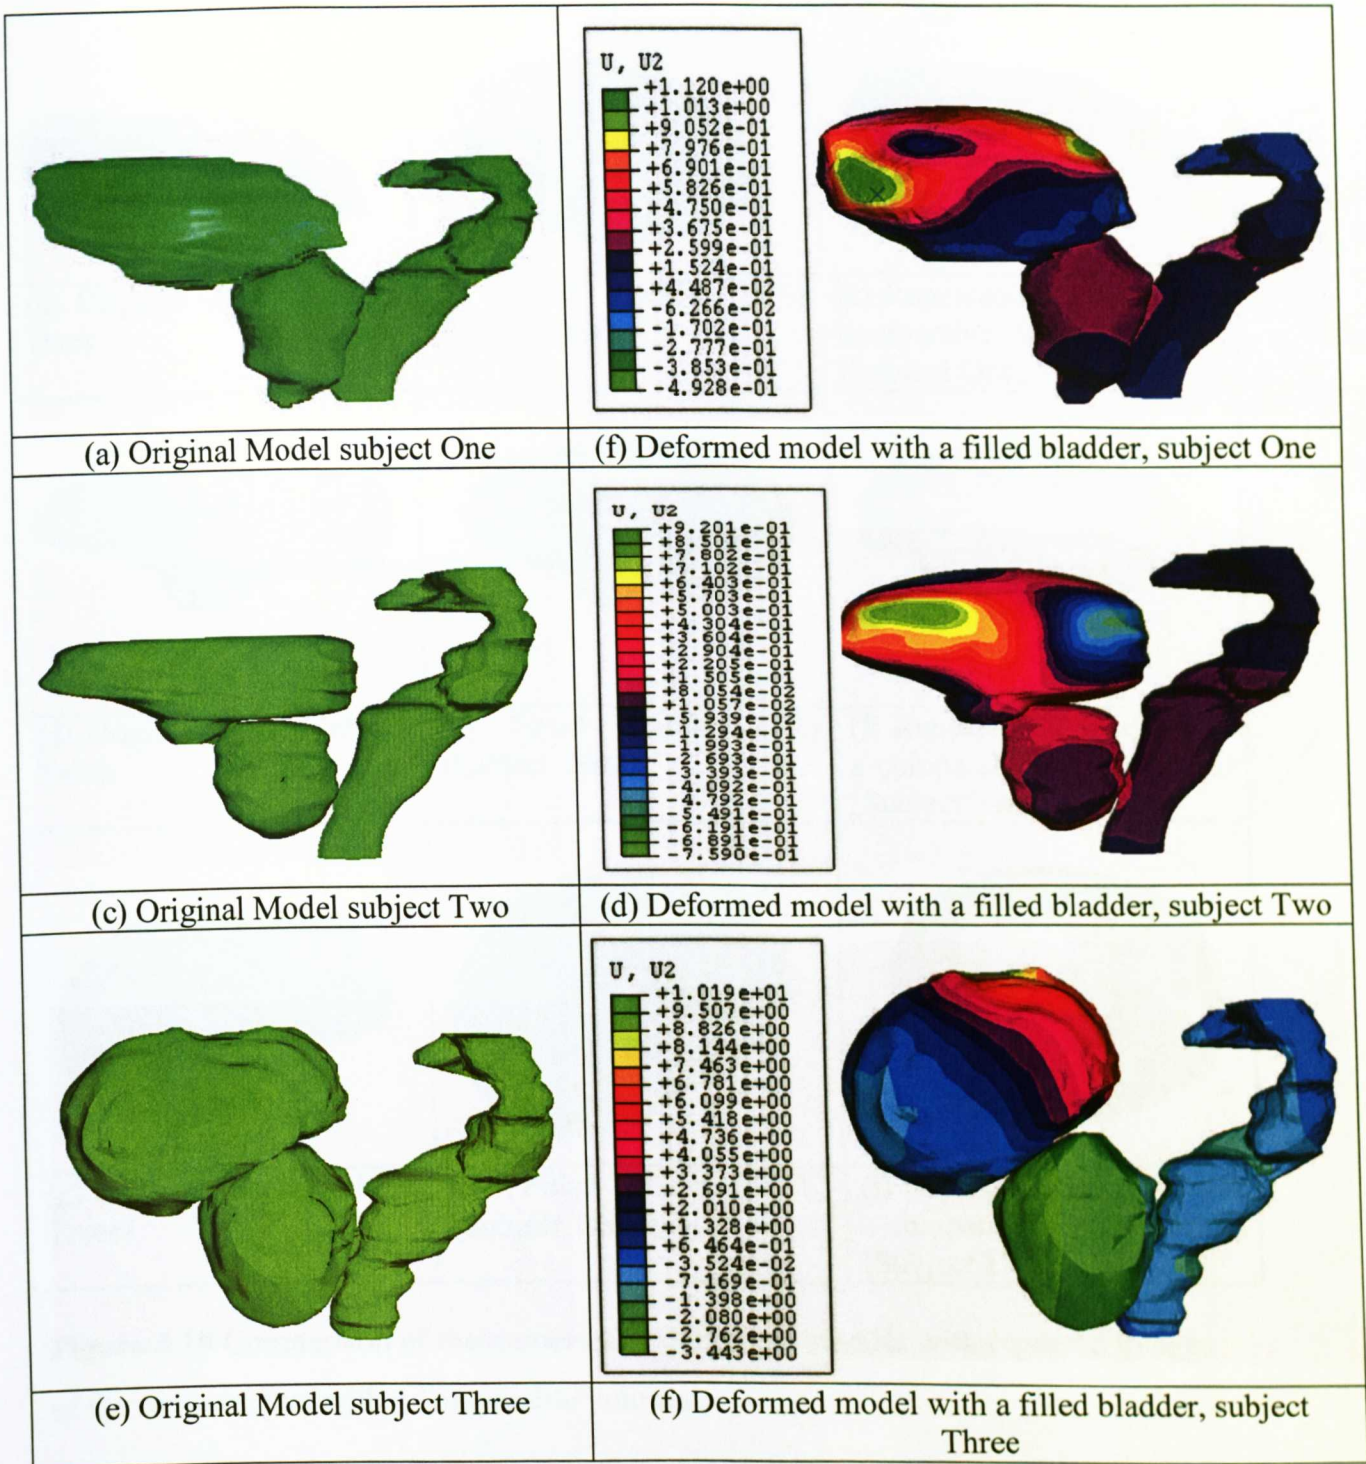 U, U2
+1.120e+00
+1.013e+00
+9.052e-01
+7.976e-01
+6.901e-01
+5.826e-01
+4.750e-01
+3.675e-01
+2.599e-01
+1.524e-01
+4.487e-02
-6.266e-02
-1.702e-01
-2.777e-01
-3.853e-01
-4.928e-01
(a) Original Model subject One
(f) Deformed model with a filled bladder, subject One
U, U2
+9.201e-01
+8.501e-01
+7.802e-01
+7.102e-01
+6.403e-01
+5.703e-01
+5.003e-01
+4.304e-01
+3.604e-01
+2.904e-01
+2.205e-01
+1.505e-01
+8.054e-02
+1.057e-02
-5.939e-02
-1.294e-01
-1.993e-01
-2.693e-01
-3.393e-01
-4.092e-01
-4.792e-01
-5.491e-01
-6.191e-01
-6.891e-01
-7.590e-01
(c) Original Model subject Two
(d) Deformed model with a filled bladder, subject Two
U, U2
+1.019e+01
+9.507e+00
+8.826e+00
+8.144e+00
+7.463e+00
+6.781e+00
+6.099e+00
+5.418e+00
+4.736e+00
+4.055e+00
+3.373e+00
+2.691e+00
+2.010e+00
+1.328e+00
+6.464e-01
-3.524e-02
-7.169e-01
-1.398e+00
-2.080e+00
-2.762e+00
-3.443e+00
(e) Original Model subject Three
(f) Deformed model with a filled bladder, subject
Three